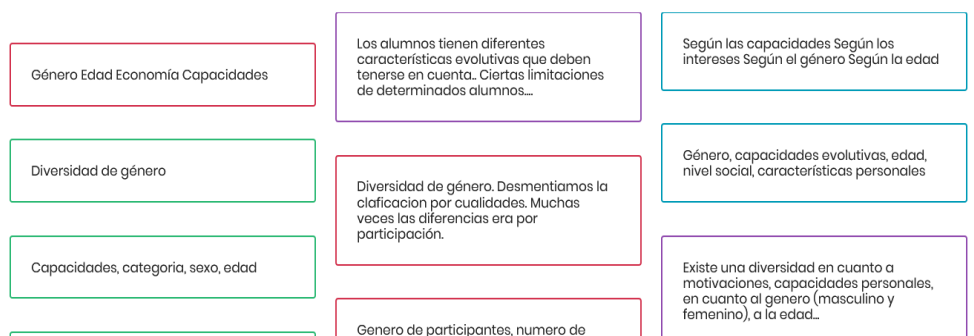 Género Edad Economía Capacidades
Diversidad de género
Capacidades, categoria, sexo, edad
Los alumnos tienen diferentes
características evolutivas que deben
tenerse en cuenta.. Ciertas limitaciones
de determinados alumnos....
Diversidad de género. Desmentiamos la
claficacion por cualidades. Muchas
veces las diferencias era por
participación.
Genero de participantes, numero de
Según las capacidades Según los
intereses Según el género Según la edad
Género, capacidades evolutivas, edad,
nivel social, características personales
Existe una diversidad en cuanto a
motivaciones, capacidades personales,
en cuanto al genero (masculino y
femenino), a la edad...